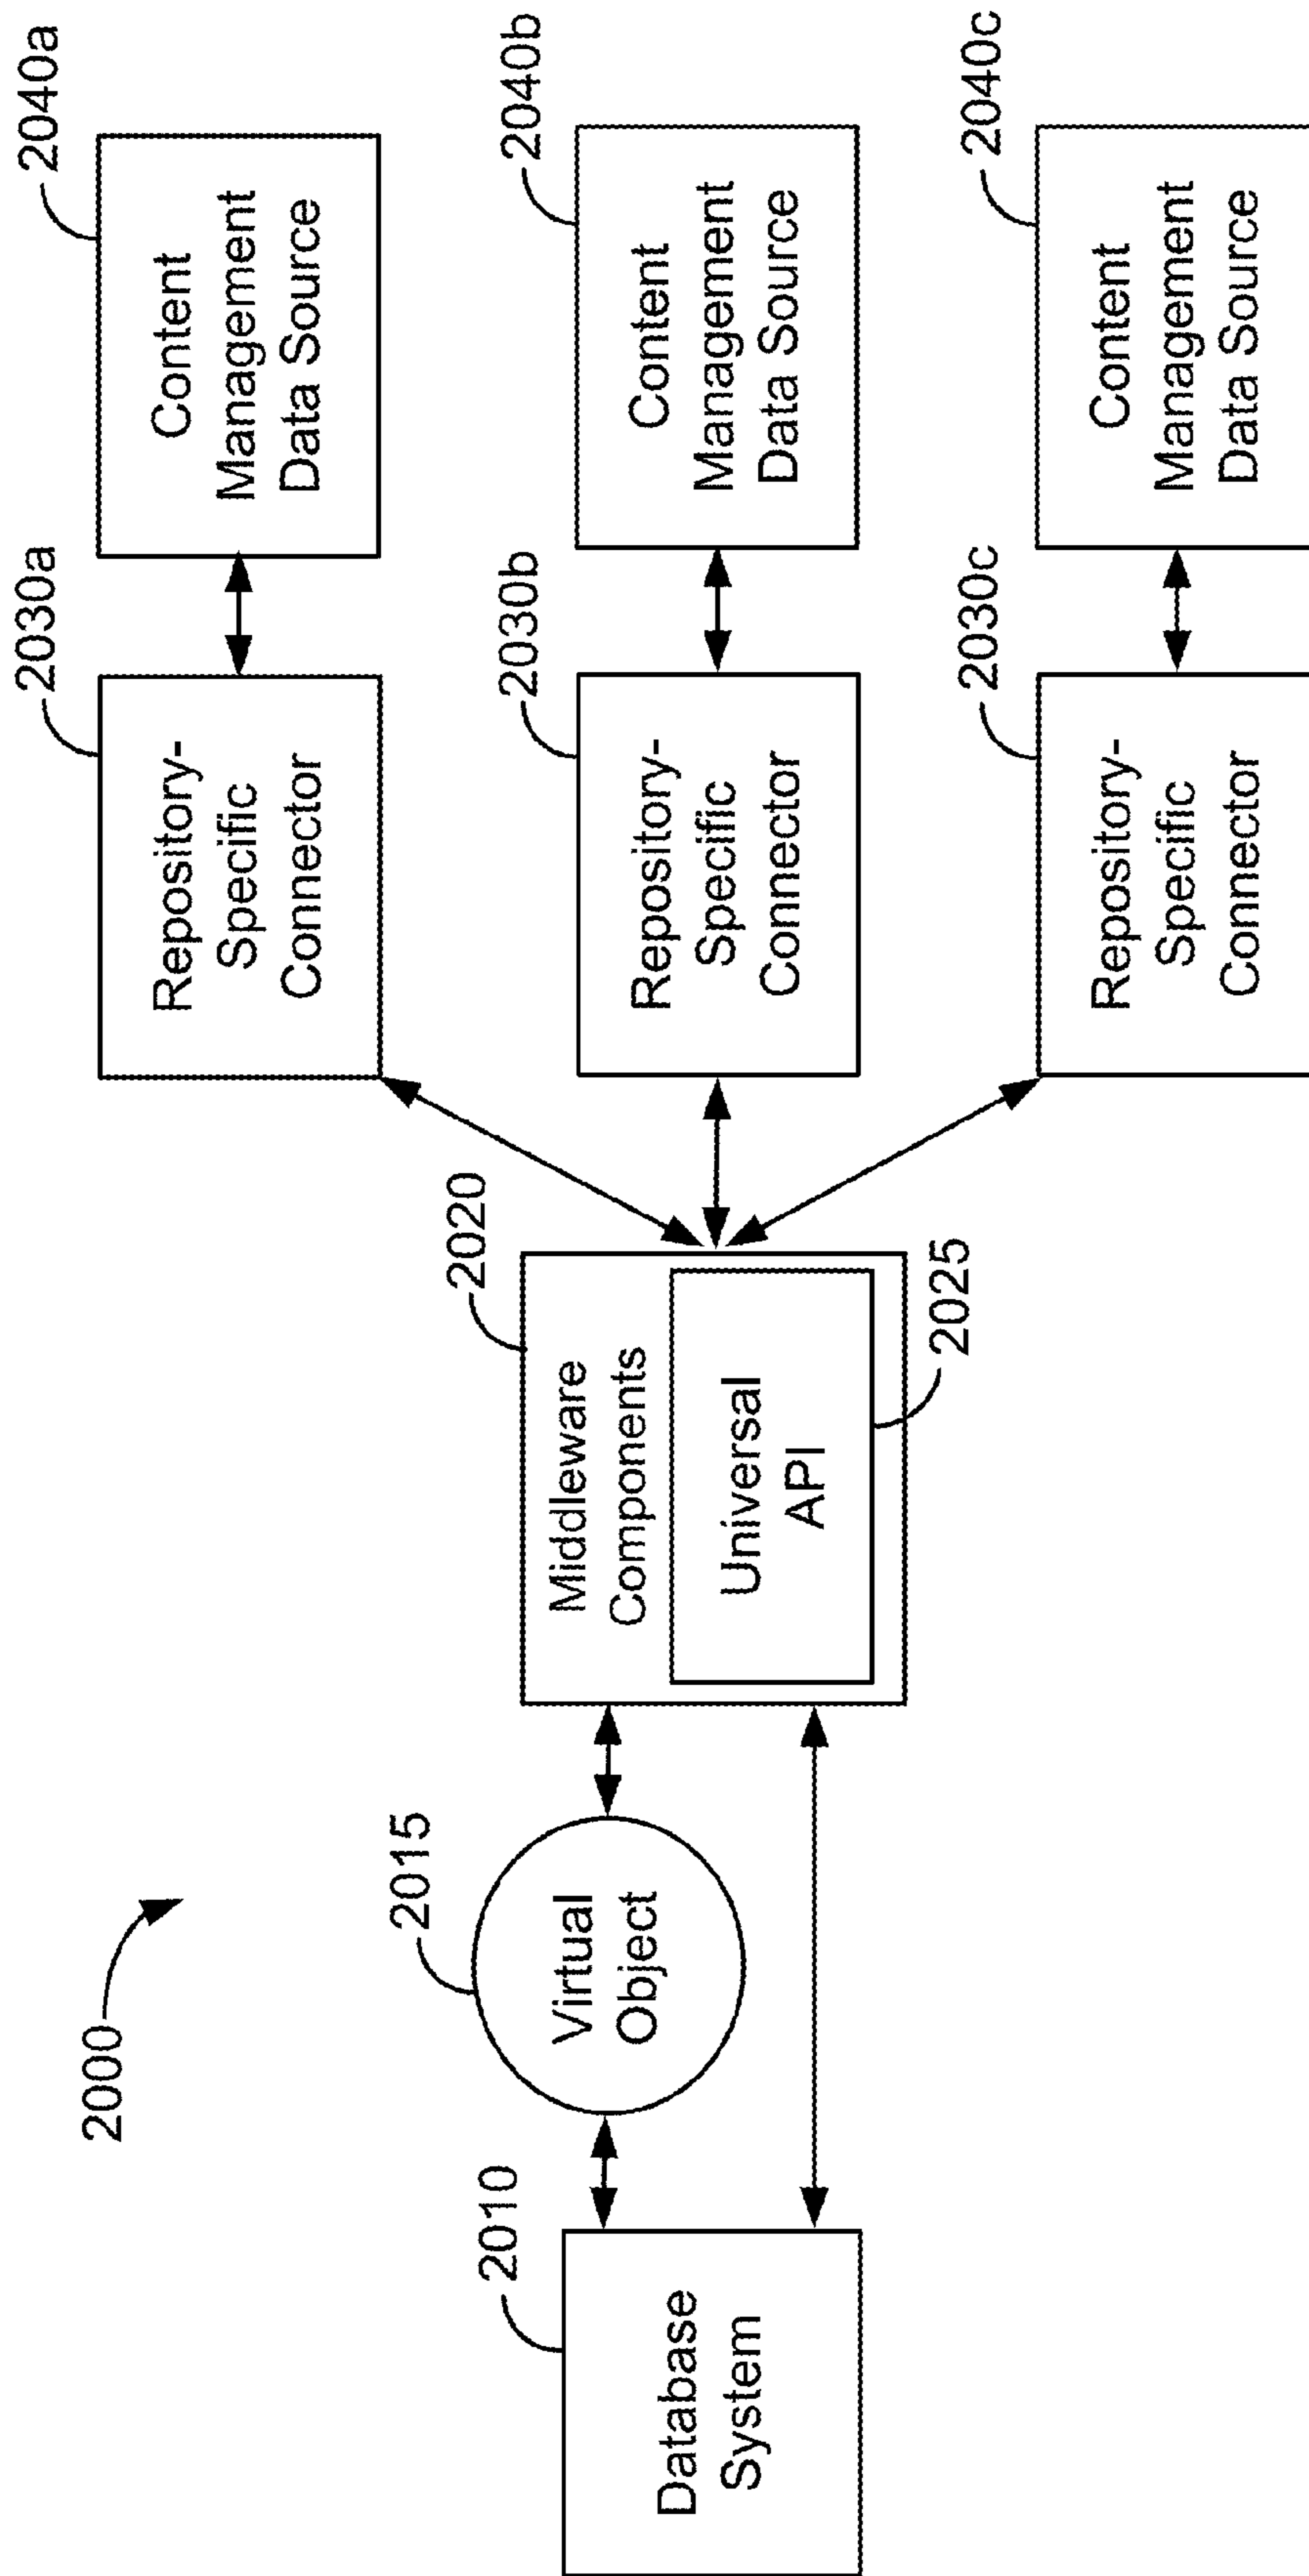 2000
2010
Database
System
2015
Virtual
Object
2020
Middleware
Components
Universal
API
2025
2030a
Repository-
Specific
Connector
2040a
Content
Management
Data Source
2030b
Repository-
Specific
Connector
2040b
Content
Management
Data Source
2030c
Repository-
Specific
Connector
2040c
Content
Management
Data Source